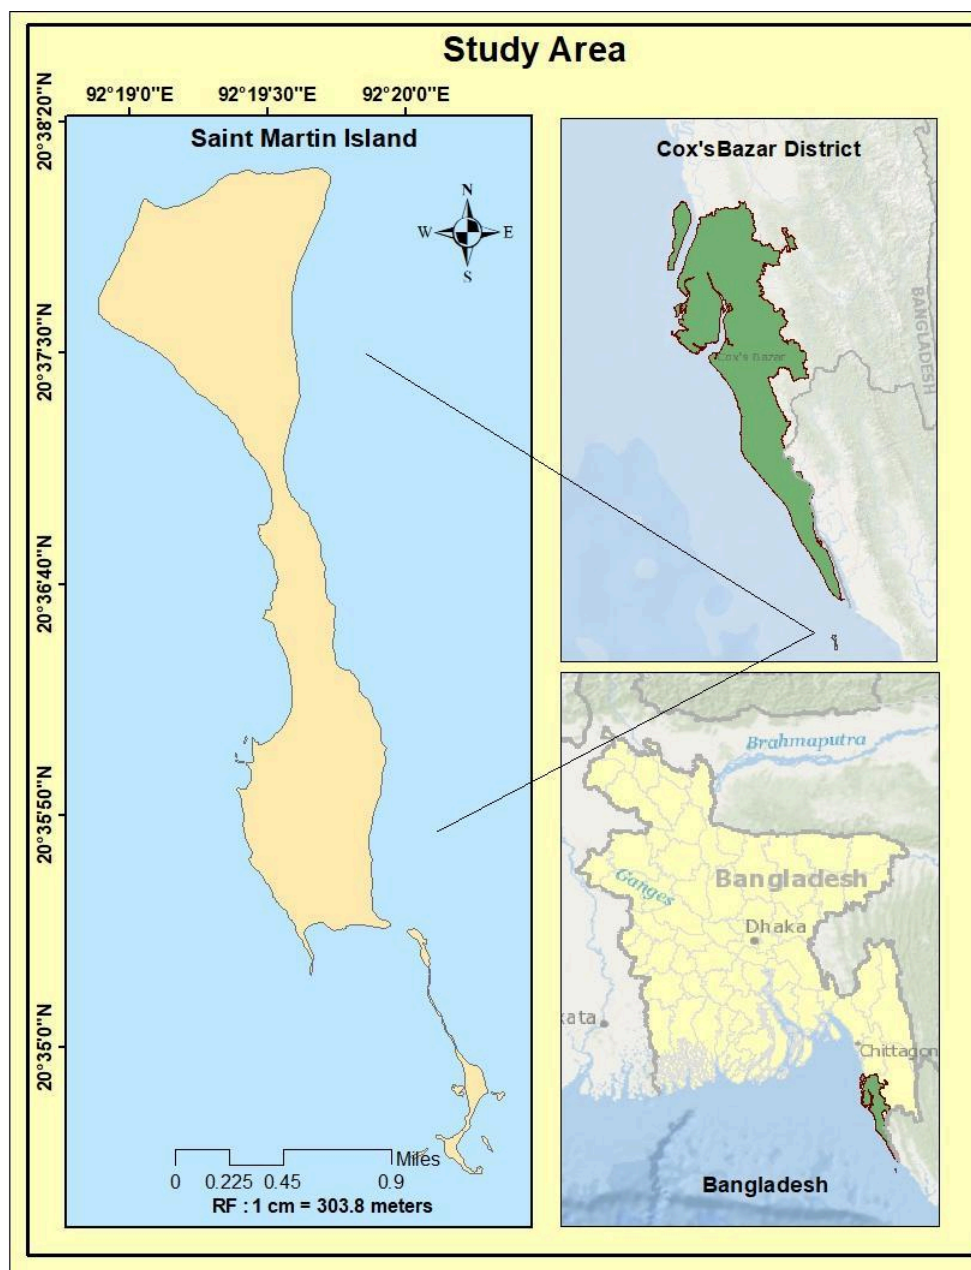 Study Area
92°19'0"E
92°19'30"E
92°20'0"E
20°38'20"N
20°37'30"N
20°36'40"N
20°35'50"N
20°35'0"N
Saint Martin Island
N
W
E
S
Miles
0
0.225
0.45
0.9
RF : 1 cm = 303.8 meters
Cox'sBazar District
BANGLADESH
Cox's Bazar
Brahmaputra
Ganges
Bangladesh
Dhaka
kata
Chittagon
Bangladesh